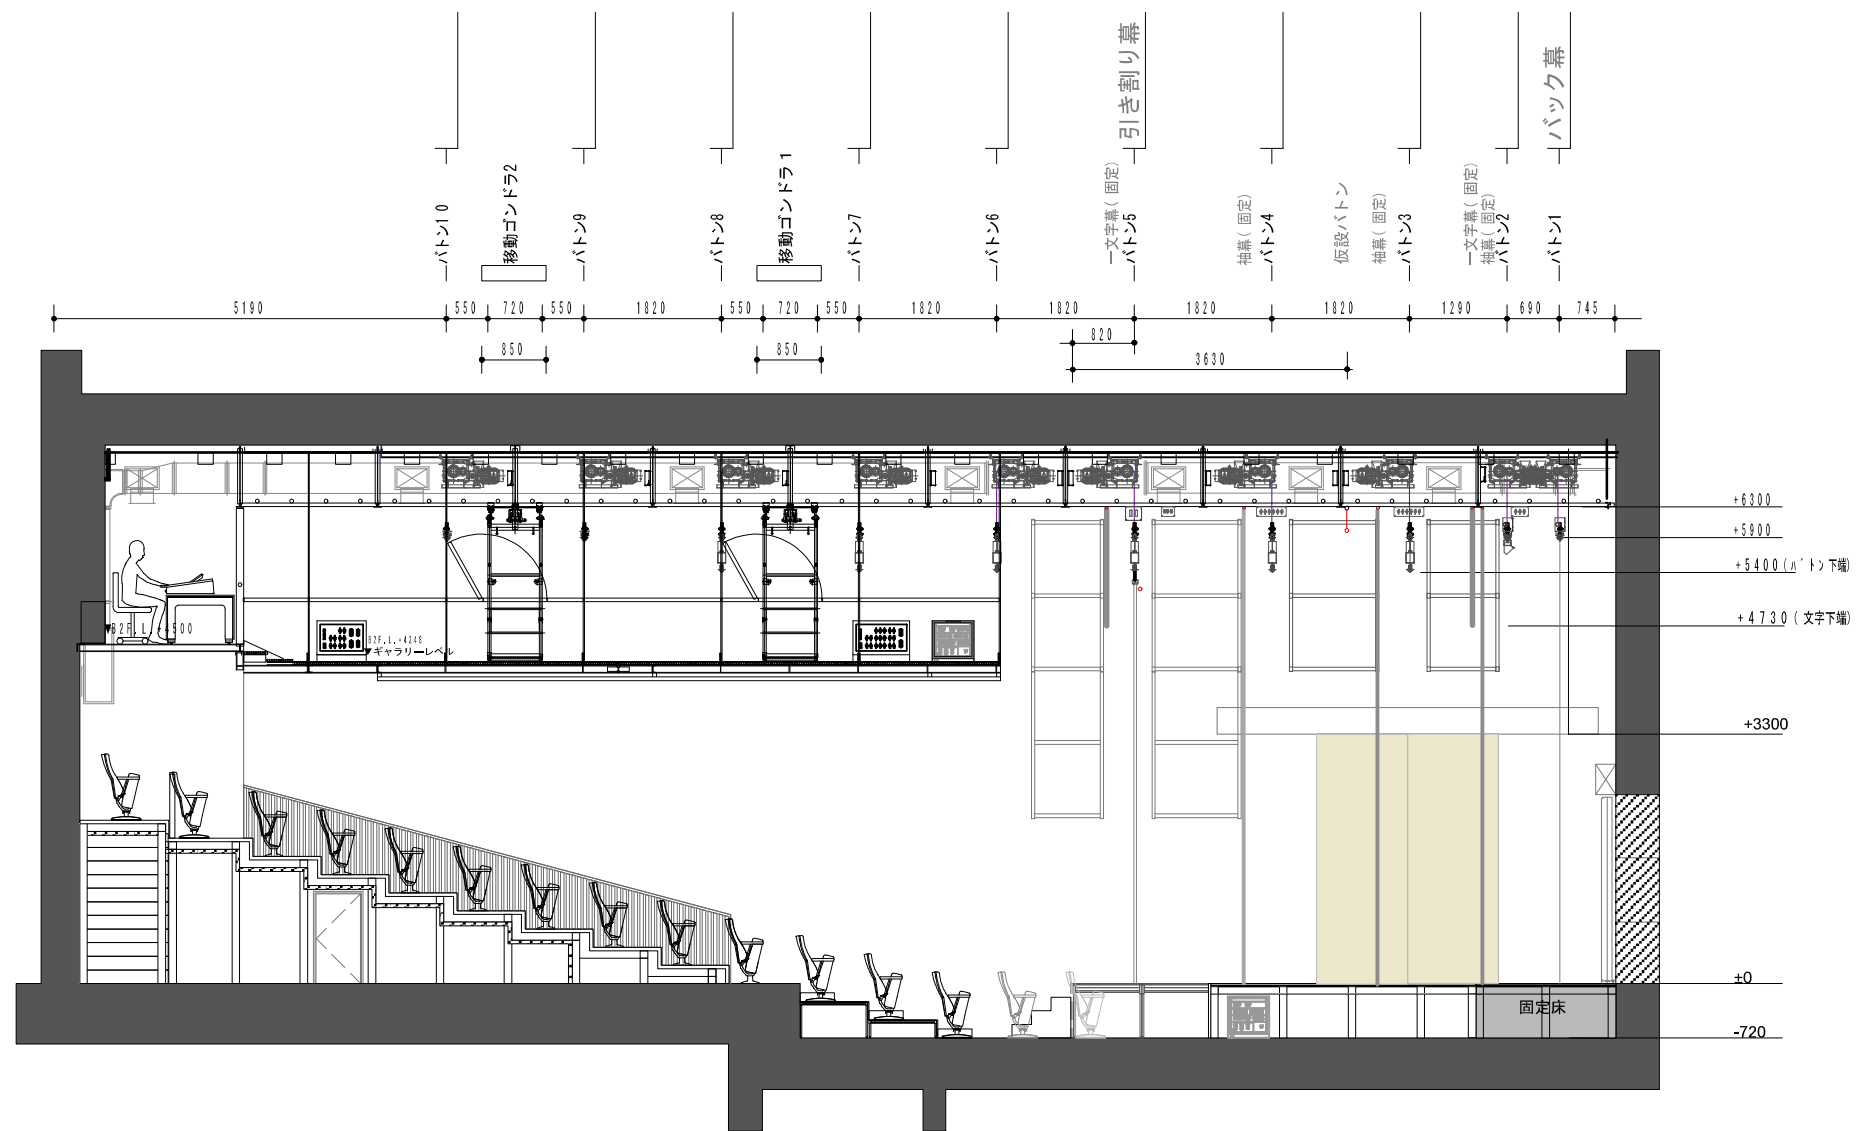 引き割り幕
バック幕
バトン10
移動ゴンドラ2
バトン9
バトン8
移動ゴンドラ1
バトン7
バトン6
一文字幕(固定)
バトン5
袖幕(固定)
バトン4
仮設バトン
袖幕(固定)
バトン3
一文字幕(固定)
袖幕(固定)
バトン2
バトン1
5190 550 720 550 1820 550 720 550 1820 1820 1820 1820 1290 690 745
820
850 850
3630
+6300
+5900
+5400(バトン下端)
+4730(文字下端)
▼B2F.L.+4500
B2F.L.+4248
▼ギャラリーレベル
+3300
±0
固定床
-720